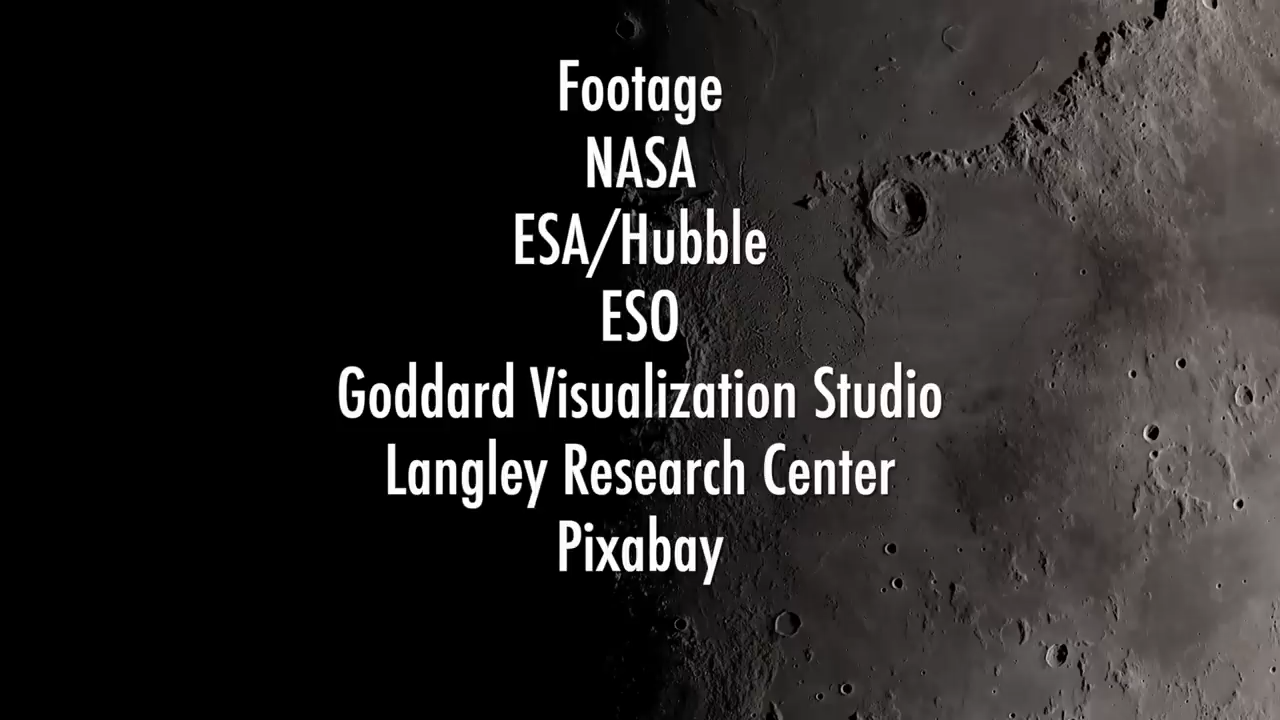 Footage
NASA
ESA/Hubble
ESO
Goddard Visualization Studio
Langley Research Center
Pixabay